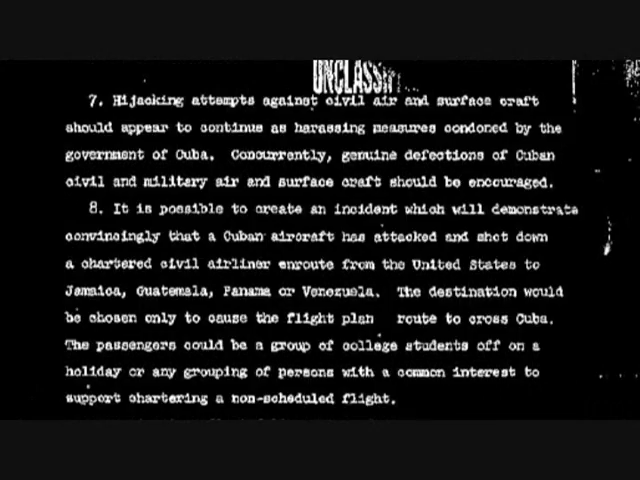 UNCLASSIFI
7. Hijacking attempts against civil air and surface craft
should appear to continue as harassing measures condoned by the
government of Cuba. Concurrently, genuine defections of Cuban
civil and military air and surface craft should be encouraged.
8. It is possible to create an incident which will demonstrate
convincingly that a Cuban aircraft has attacked and shot down
a chartered civil airliner enroute from the United States to
Jamaica, Guatemala, Panama or Venezuela. The destination would
be chosen only to cause the flight plan route to cross Cuba.
The passengers could be a group of college students off on a
holiday or any grouping of persons with a common interest to
support chartering a non-scheduled flight.